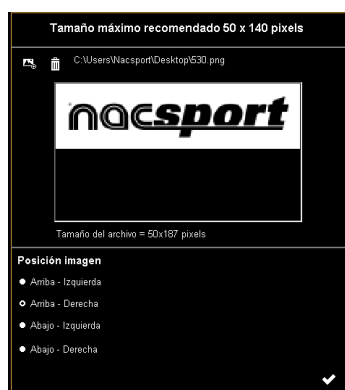 Tamaño máximo recomendado 50 x 140 pixels
C:\Users\Nacsport\Desktop\530.png
nacsport
Tamaño del archivo = 50x187 pixels
Posición imagen
Arriba - Izquierda
Arriba - Derecha
Abajo - Izquierda
Abajo - Derecha